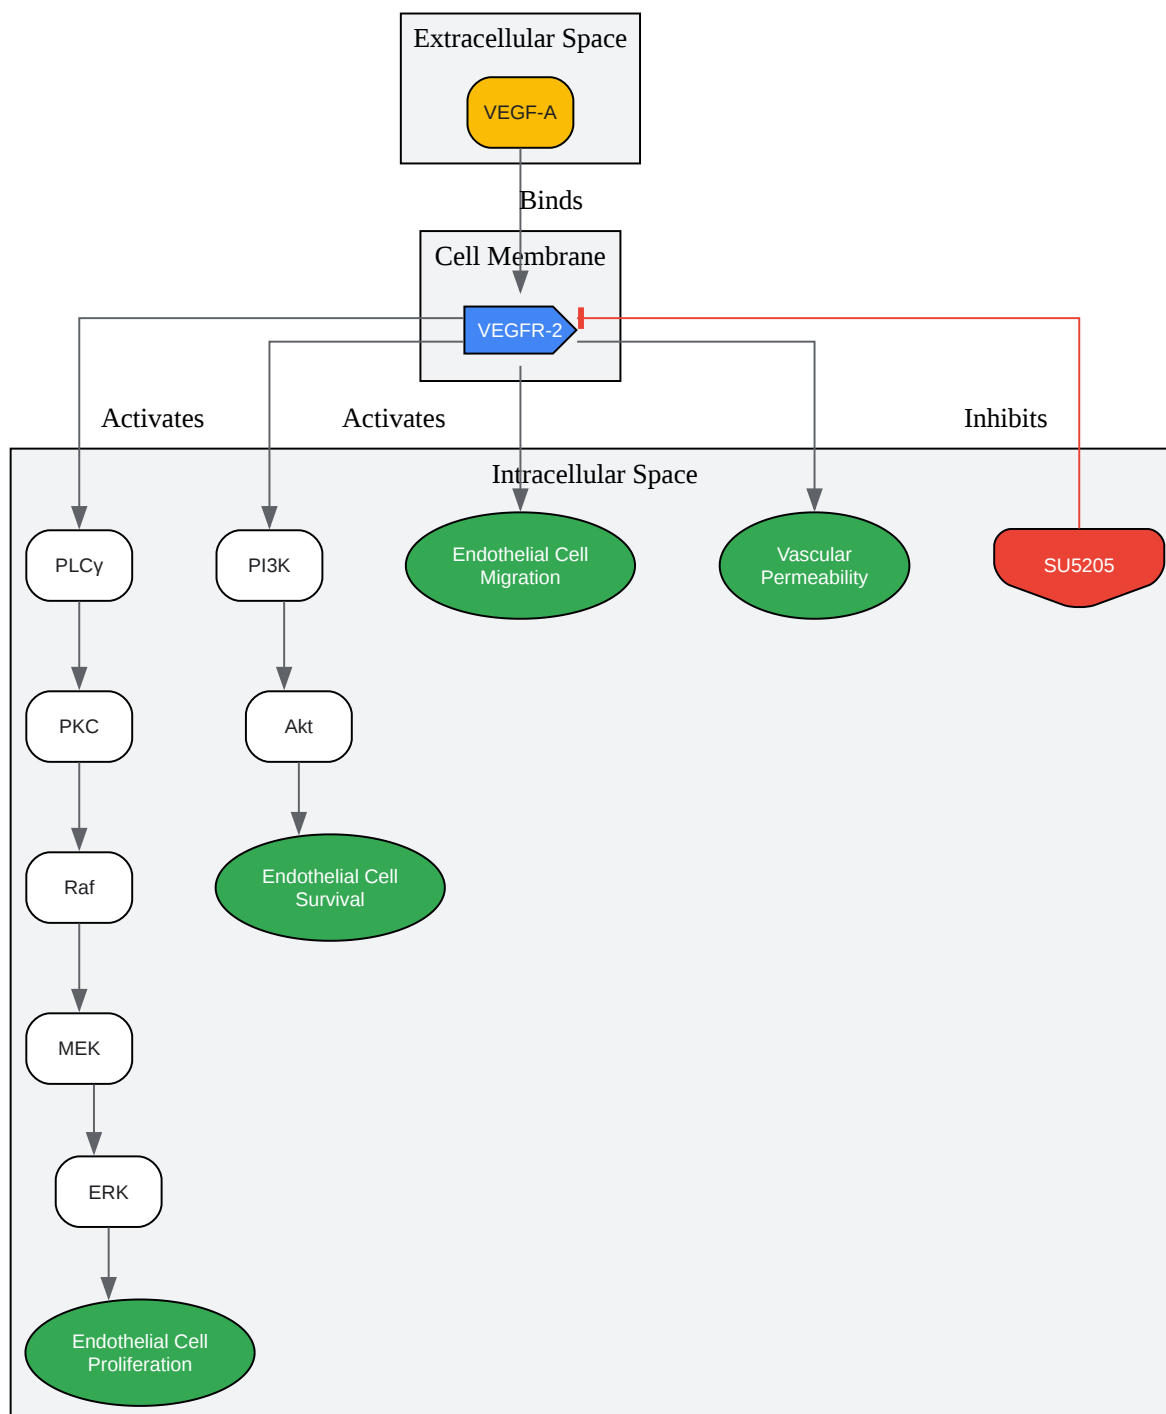 Extracellular Space
VEGF-A
Binds
Cell Membrane
VEGFR-2
Activates
Activates
Inhibits
Intracellular Space
PLCγ
PI3K
Endothelial Cell
Migration
Vascular
Permeability
SU5205
PKC
Akt
Raf
Endothelial Cell
Survival
MEK
ERK
Endothelial Cell
Proliferation